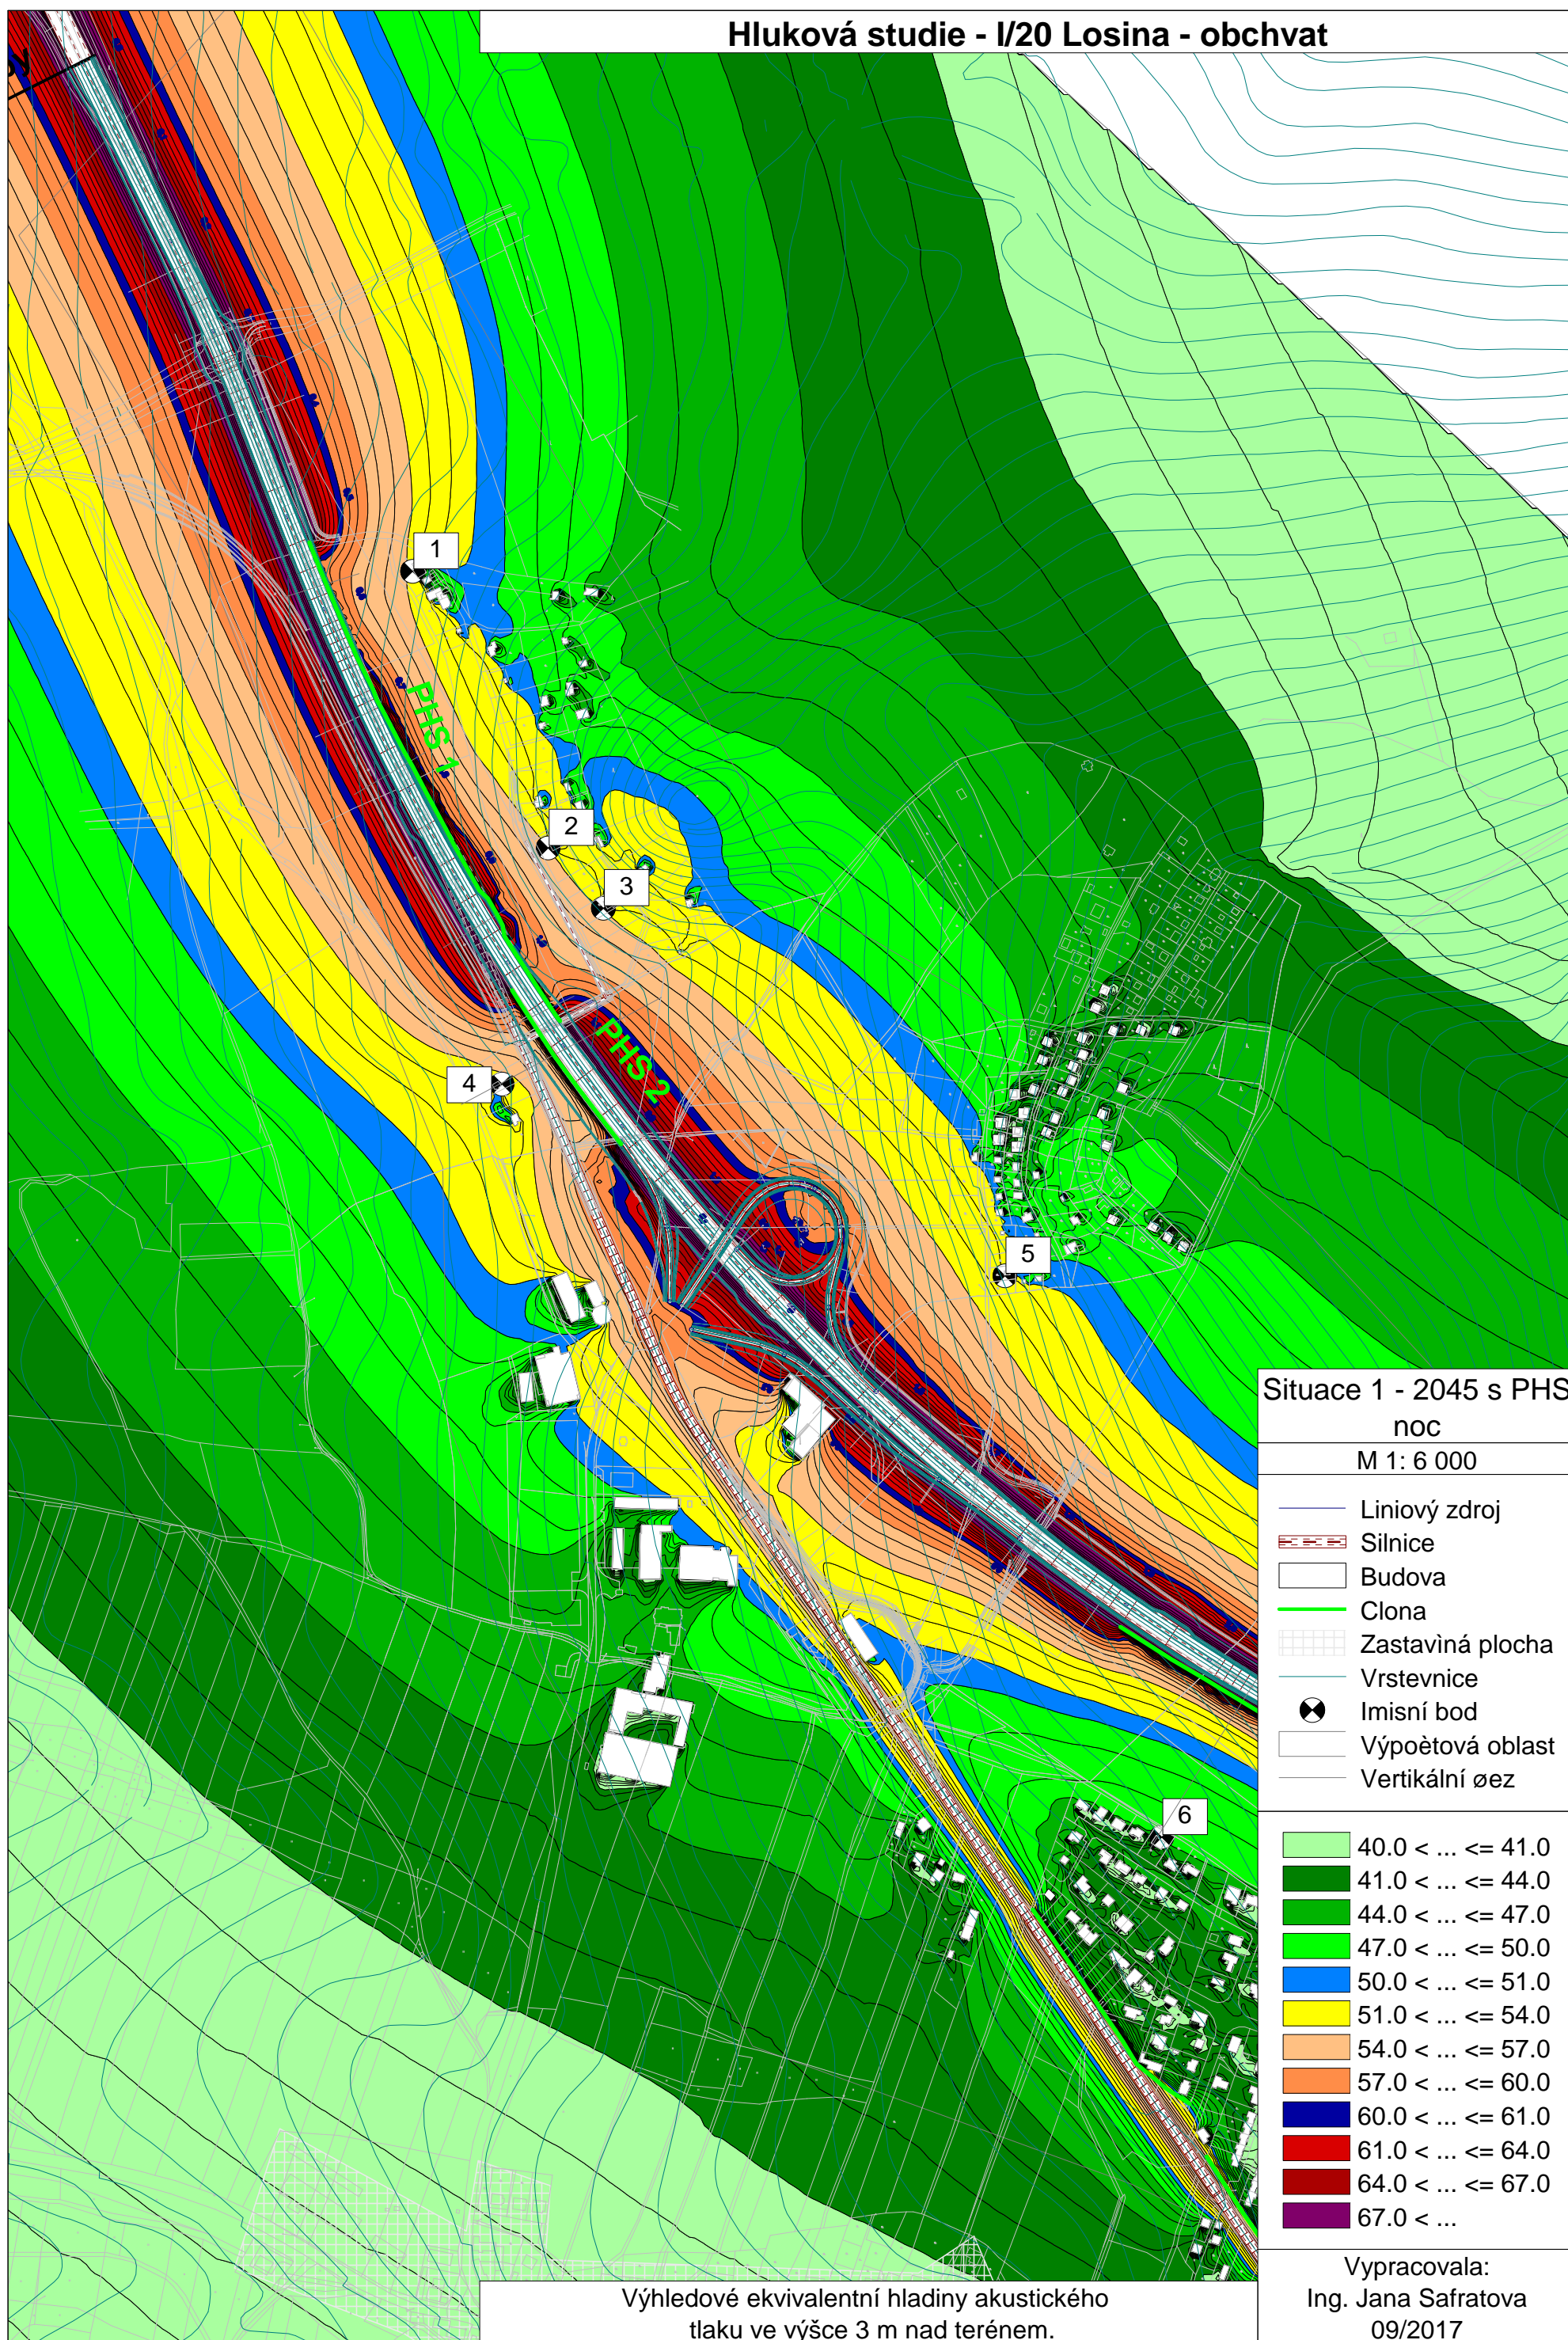 Hluková studie - I/20 Losina - obchvat
1
PHS 1
2
3
PHS 2
4
5
6
Situace 1 - 2045 s PHS
noc
M 1: 6 000
Liniový zdroj
Silnice
Budova
Clona
Zastavìná plocha
Vrstevnice
Imisní bod
Výpoètová oblast
Vertikální øez
40.0 < ... <= 41.0
41.0 < ... <= 44.0
44.0 < ... <= 47.0
47.0 < ... <= 50.0
50.0 < ... <= 51.0
51.0 < ... <= 54.0
54.0 < ... <= 57.0
57.0 < ... <= 60.0
60.0 < ... <= 61.0
61.0 < ... <= 64.0
64.0 < ... <= 67.0
67.0 < ...
Vypracovala:
Ing. Jana Safratova
09/2017
Výhledové ekvivalentní hladiny akustického
tlaku ve výšce 3 m nad terénem.